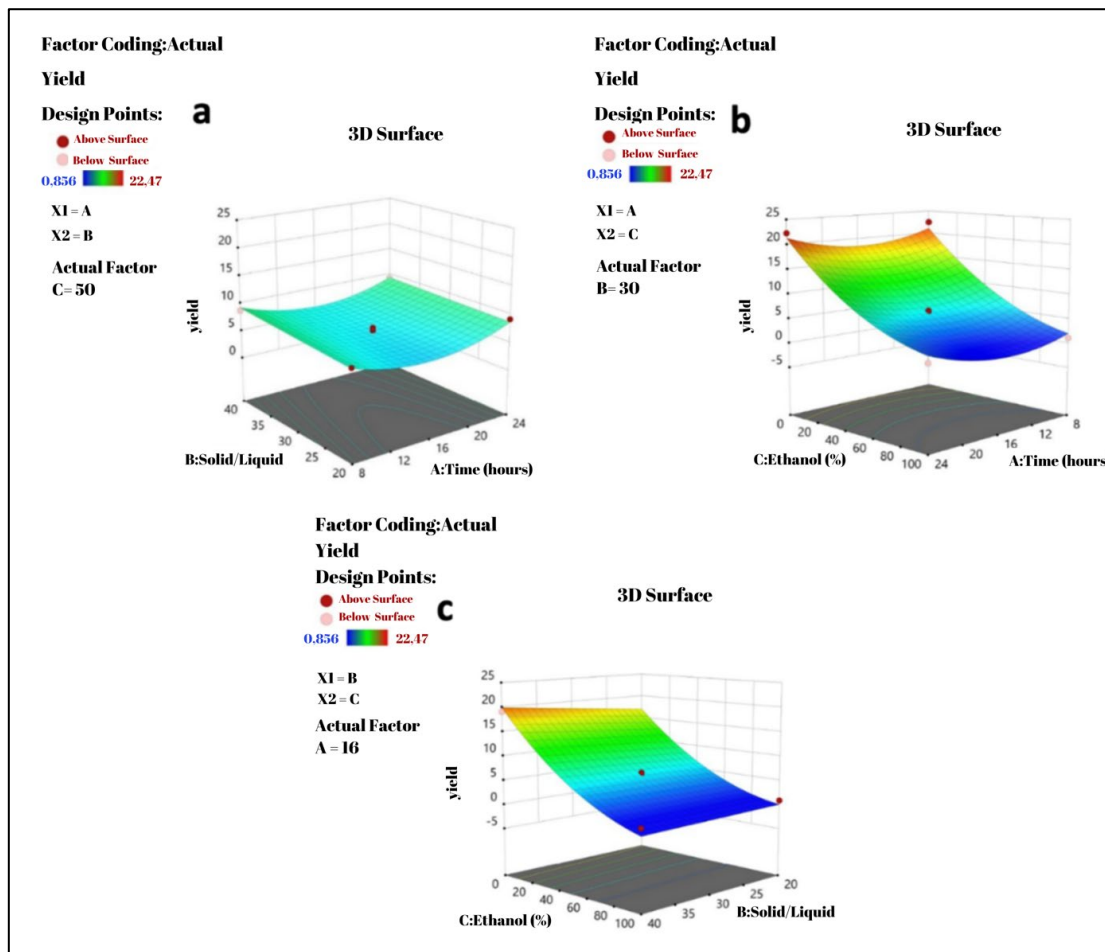 Factor Coding:Actual
Yield
Design Points:
a
Above Surface
Below Surface
0,856 22,47
3D Surface
X1 = A
X2 = B
Actual Factor
C= 50
25
20
15
10
5
0
yield
40
35
30
25
20
B:Solid/Liquid
8
12
16
20
24
A:Time (hours)
Factor Coding:Actual
Yield
Design Points:
b
Above Surface
Below Surface
0,856 22,47
3D Surface
X1 = A
X2 = C
Actual Factor
B= 30
25
20
15
10
5
0
-5
yield
0
20
40
60
80
100
C:Ethanol (%)
24
20
16
12
8
A:Time (hours
Factor Coding:Actual
Yield
Design Points:
c
Above Surface
Below Surface
0,856 22,47
3D Surface
X1 = B
X2 = C
Actual Factor
A = 16
25
20
15
10
5
0
-5
yield
0
20
40
60
80
100
C:Ethanol (%)
40
35
30
25
20
B:Solid/Liquid